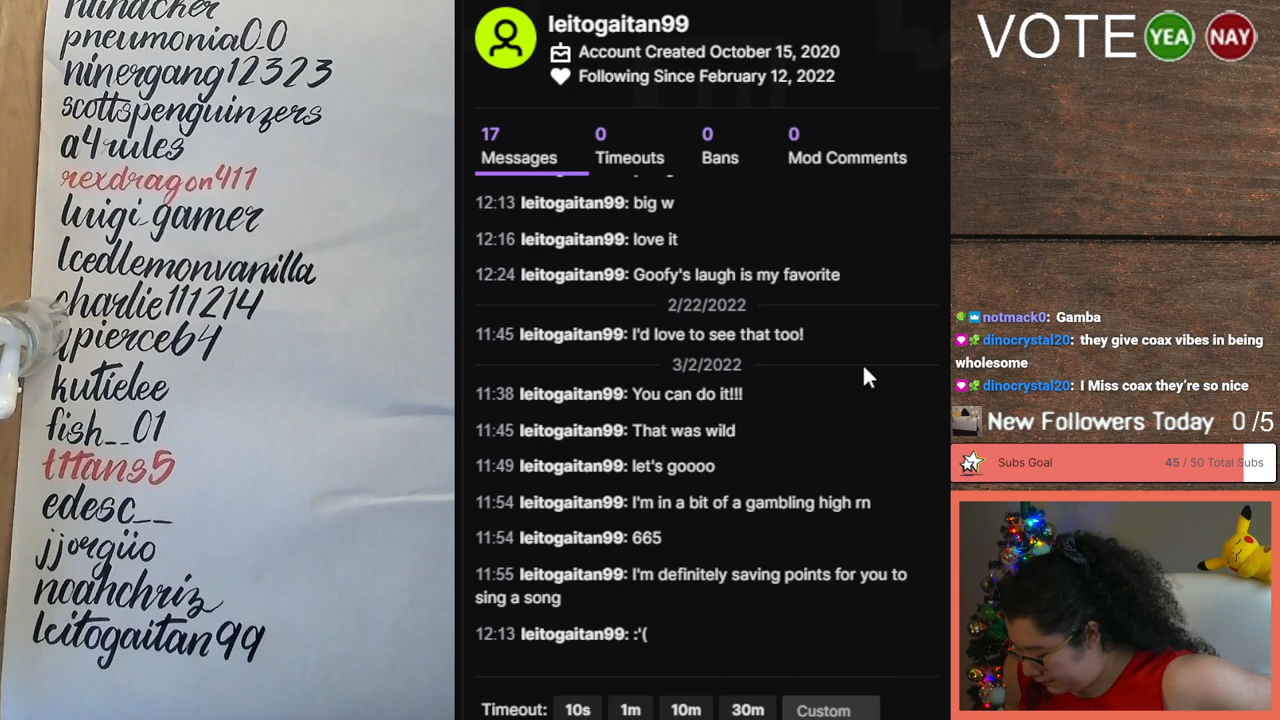 pneumonia0_0
ninergang12323
scottspenguinzers
a4rules
rexdragon411
luigi_gamer
Icedlemonvanilla
charlie111214
pierce64
kutielee
fish__01
t1tans5
edesc__
jjorgiio
noahchriz
leitogaitan99
leitogaitan99
Account Created October 15, 2020
Following Since February 12, 2022
17 Messages
0 Timeouts
0 Bans
0 Mod Comments
12:13 leitogaitan99: big w
12:16 leitogaitan99: love it
12:24 leitogaitan99: Goofy's laugh is my favorite
2/22/2022
11:45 leitogaitan99: I'd love to see that too!
3/2/2022
11:38 leitogaitan99: You can do it!!!
11:45 leitogaitan99: That was wild
11:49 leitogaitan99: let's goooo
11:54 leitogaitan99: I'm in a bit of a gambling high rn
11:54 leitogaitan99: 665
11:55 leitogaitan99: I'm definitely saving points for you to
sing a song
12:13 leitogaitan99: :'(
Timeout: 10s 1m 10m 30m Custom
VOTE YEA NAY
notmack0: Gamba
dinocrystal20: they give coax vibes in being
wholesome
dinocrystal20: I Miss coax they're so nice
New Followers Today 0 /5
Subs Goal 45 / 50 Total Subs